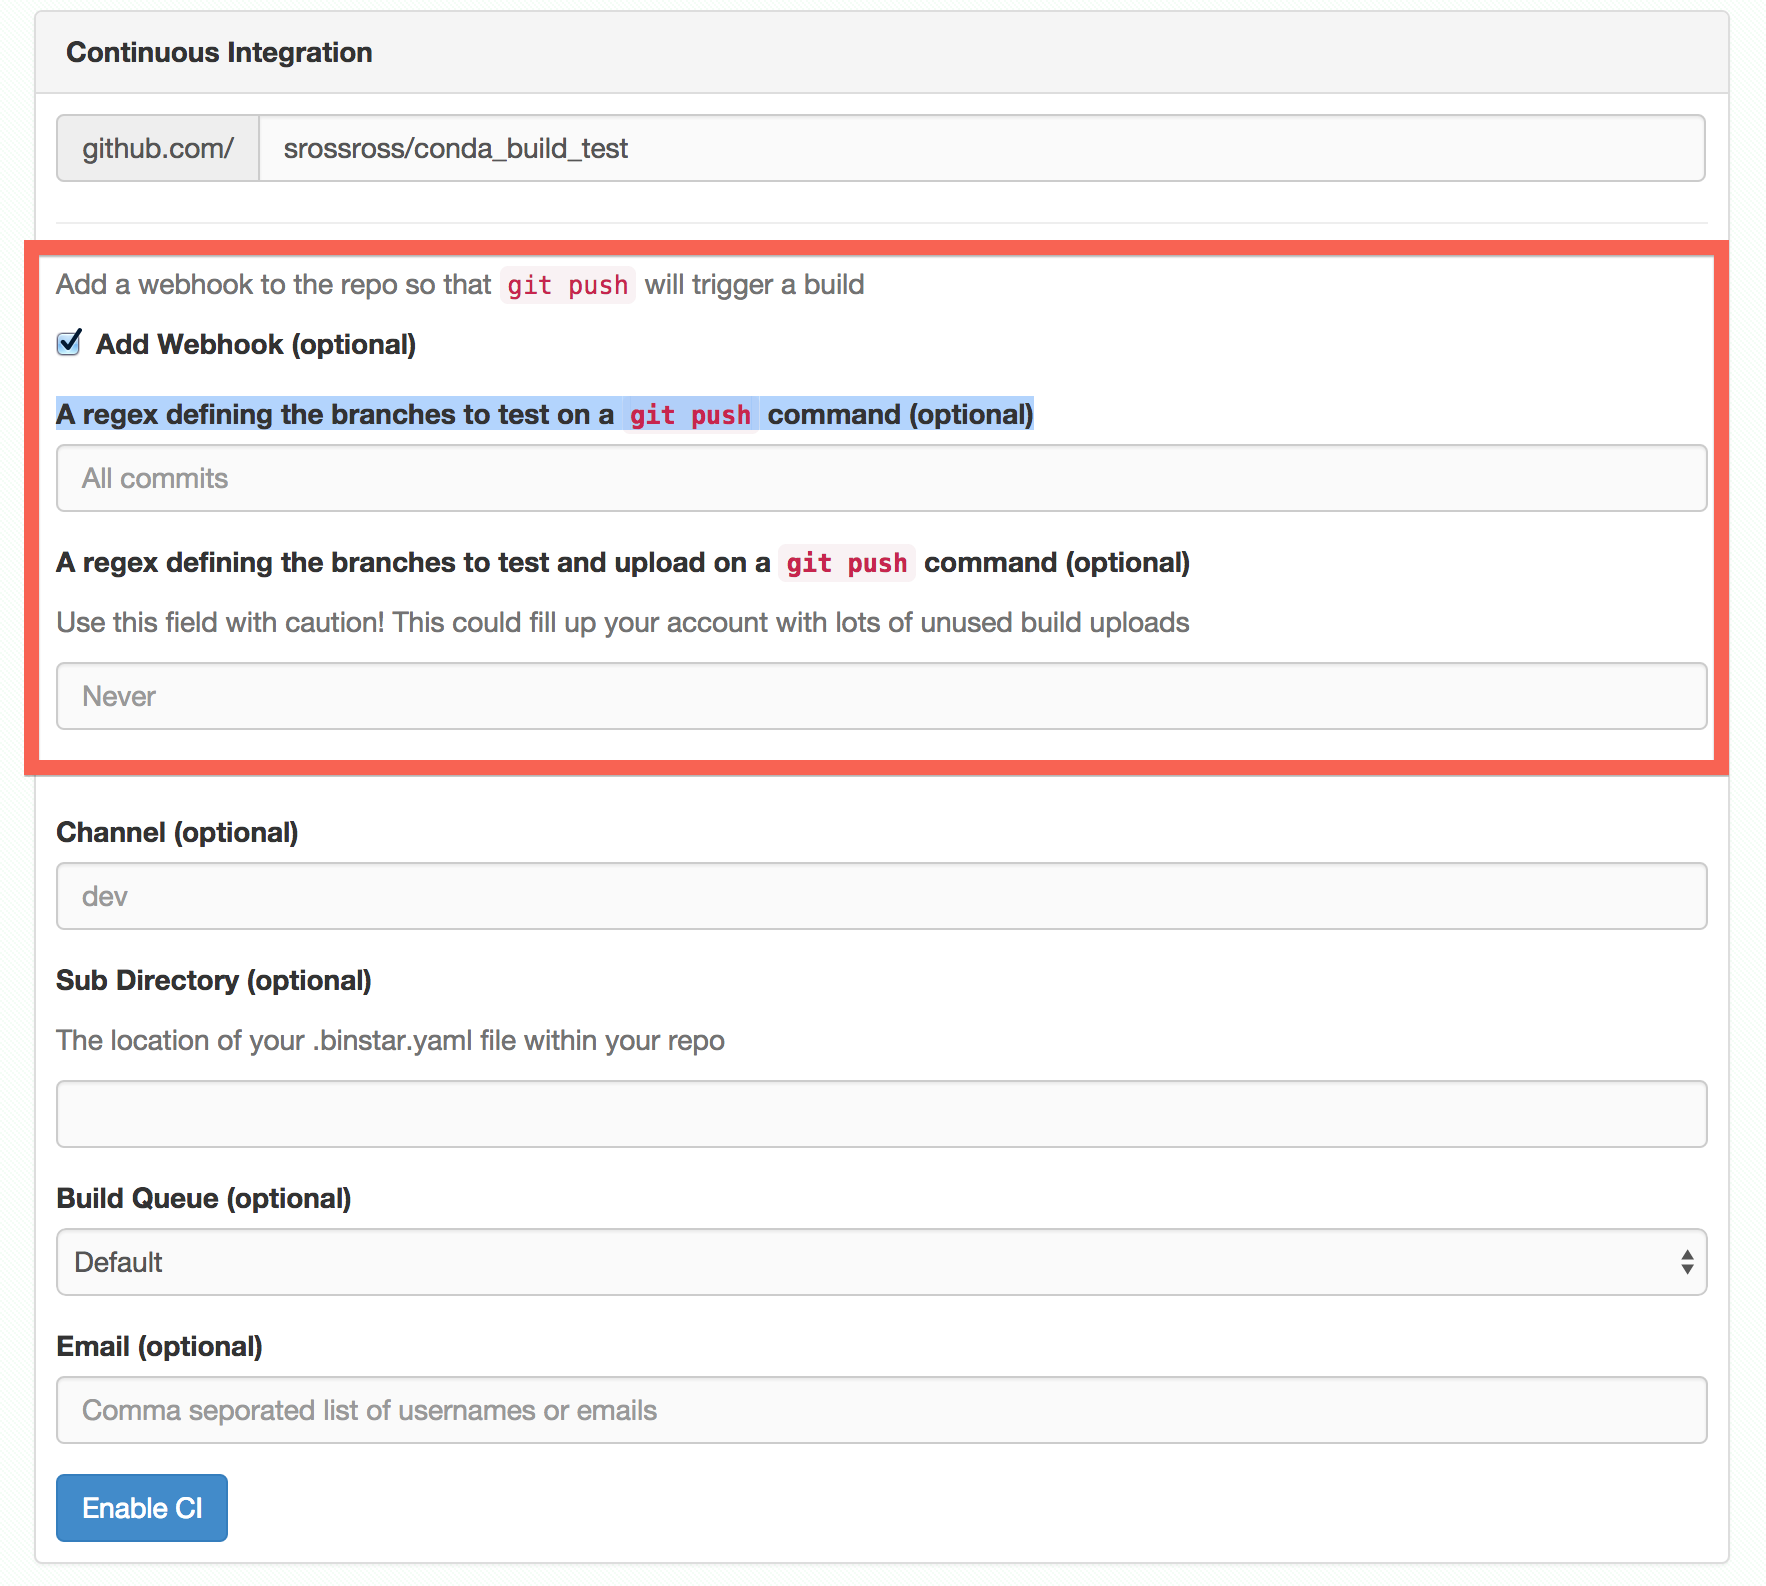 Continuous Integration
github.com/ srossross/conda_build_test
Add a webhook to the repo so that git push will trigger a build
Add Webhook (optional)
A regex defining the branches to test on a git push command (optional)
All commits
A regex defining the branches to test and upload on a git push command (optional)
Use this field with caution! This could fill up your account with lots of unused build uploads
Never
Channel (optional)
dev
Sub Directory (optional)
The location of your .binstar.yaml file within your repo
Build Queue (optional)
Default
Email (optional)
Comma seporated list of usernames or emails
Enable CI